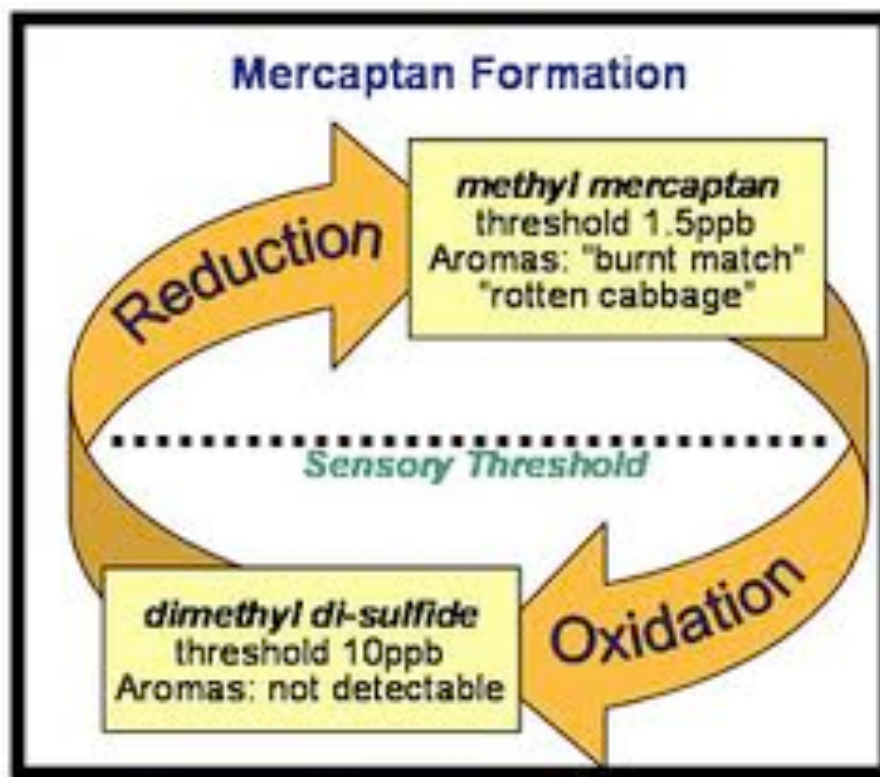 Mercaptan Formation
Reduction
methyl mercaptan
threshold 1.5ppb
Aromas: "burnt match"
"rotten cabbage"
Sensory Threshold
dimethyl di-sulfide
threshold 10ppb
Aromas: not detectable
Oxidation